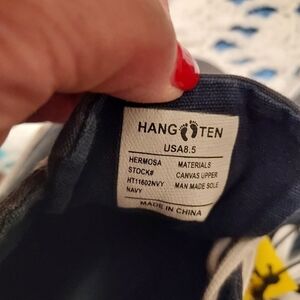 HANG TEN
USA8.5
HERMOSA MATERIALS
STOCK# CANVAS UPPER
HT11602NVY MAN MADE SOLE
NAVY
MADE IN CHINA